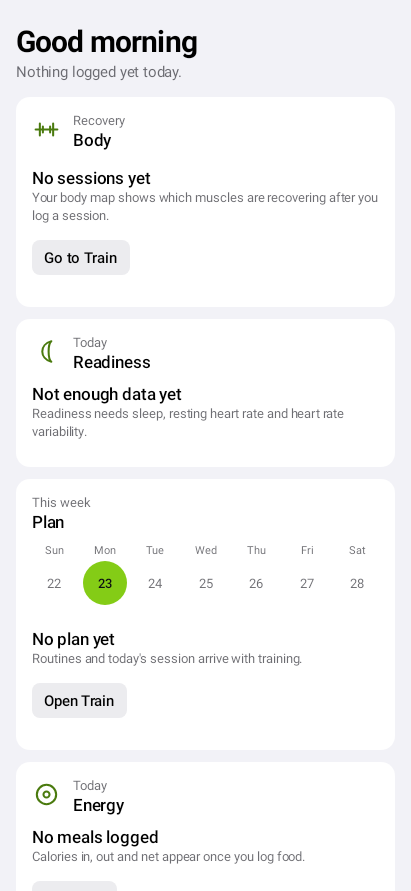 Good morning
Nothing logged yet today.
Recovery
Body
No sessions yet
Your body map shows which muscles are recovering after you
log a session.
Go to Train
Today
Readiness
Not enough data yet
Readiness needs sleep, resting heart rate and heart rate
variability.
This week
Plan
Sun Mon Tue Wed Thu Fri Sat
22 23 24 25 26 27 28
No plan yet
Routines and today's session arrive with training.
Open Train
Today
Energy
No meals logged
Calories in, out and net appear once you log food.